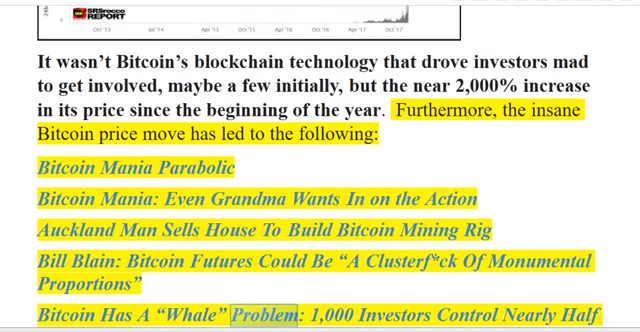 24h
0
SRSrocco
REPORT
Oct '13 Jul '14 Apr '15 Oct '15 Apr '16 Oct '16 Apr '17 Oct '17
It wasn’t Bitcoin’s blockchain technology that drove investors mad
to get involved, maybe a few initially, but the near 2,000% increase
in its price since the beginning of the year. Furthermore, the insane
Bitcoin price move has led to the following:
Bitcoin Mania Parabolic
Bitcoin Mania: Even Grandma Wants In on the Action
Auckland Man Sells House To Build Bitcoin Mining Rig
Bill Blain: Bitcoin Futures Could Be “A Clusterf*ck Of Monumental
Proportions”
Bitcoin Has A “Whale” Problem: 1,000 Investors Control Nearly Half